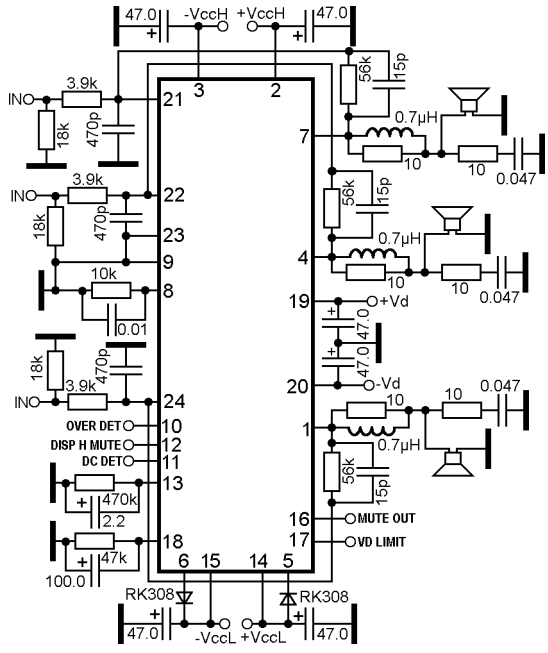 47.0
+
-VccH
+VccH
47.0
+
3.9k
IN
18k
470p
21
3
2
56k
15p
7
0.7µH
10
10
0.047
3.9k
IN
18k
470p
22
23
9
10k
8
0.01
56k
15p
4
0.7µH
10
10
0.047
19
+Vd
+
47.0
+
47.0
20
-Vd
18k
470p
3.9k
IN
24
OVER DET
10
DISP H MUTE
12
DC DET
11
13
470k
+
2.2
18
47k
+
100.0
10
10
0.047
1
0.7µH
56k
15p
16
MUTE OUT
17
VD LIMIT
6
15
14
5
RK308
RK308
+
47.0
-VccL
+VccL
+
47.0